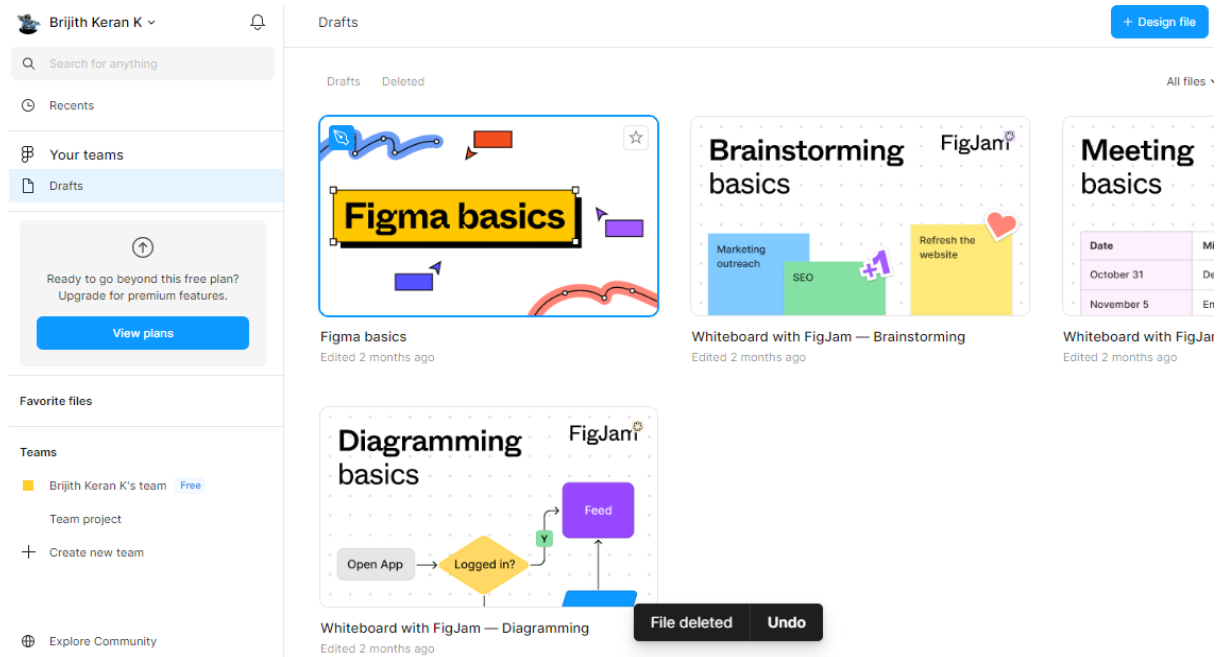 Brijith Keran K
Search for anything
Recents
Your teams
Drafts
Ready to go beyond this free plan?
Upgrade for premium features.
View plans
Favorite files
Teams
Brijith Keran K's team Free
Team project
Create new team
Explore Community
Drafts
+ Design file
Drafts Deleted
All files
Figma basics
Figma basics
Edited 2 months ago
Brainstorming
basics
FigJam
Marketing
outreach
SEO
+1
Refresh the
website
Whiteboard with FigJam — Brainstorming
Edited 2 months ago
Meeting
basics
Date
October 31
November 5
Whiteboard with
Edited 2 months ago
Diagramming
basics
FigJam
Open App
Logged in?
Y
Feed
Whiteboard with FigJam — Diagramming
Edited 2 months ago
File deleted Undo